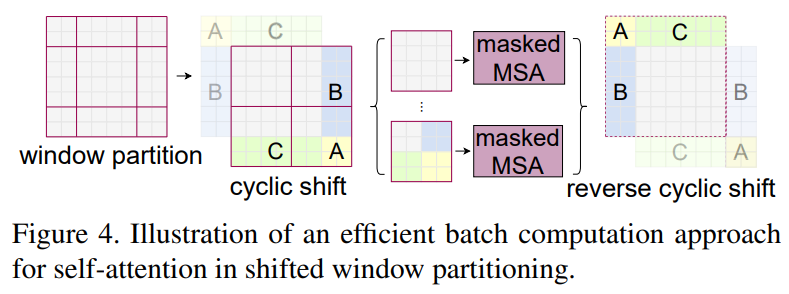 A C
B
B
C A
window partition
cyclic shift
masked
MSA
...
masked
MSA
A C
B
B
C A
reverse cyclic shift
Figure 4. Illustration of an efficient batch computation approach
for self-attention in shifted window partitioning.